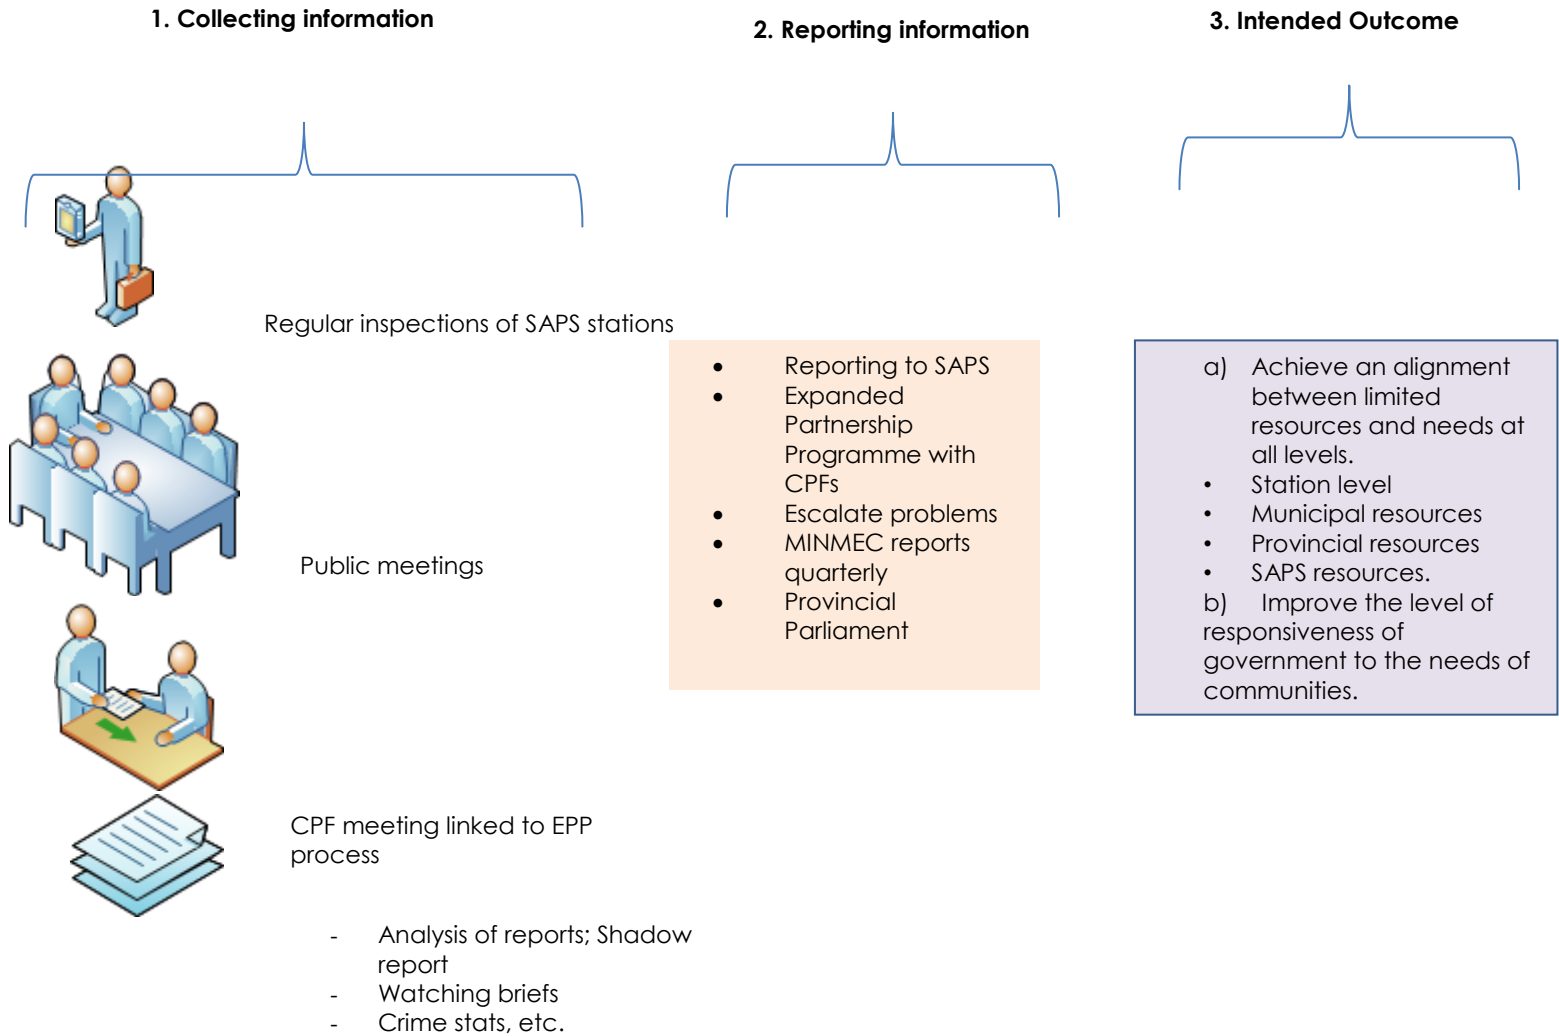 1. Collecting information
2. Reporting information
3. Intended Outcome
Regular inspections of SAPS stations
Public meetings
CPF meeting linked to EPP
process
- Analysis of reports; Shadow
report
- Watching briefs
- Crime stats, etc.
• Reporting to SAPS
• Expanded
Partnership
Programme with
CPFs
• Escalate problems
• MINMEC reports
quarterly
• Provincial
Parliament
a) Achieve an alignment
between limited
resources and needs at
all levels.
• Station level
• Municipal resources
• Provincial resources
• SAPS resources.
b) Improve the level of
responsiveness of
government to the needs of
communities.